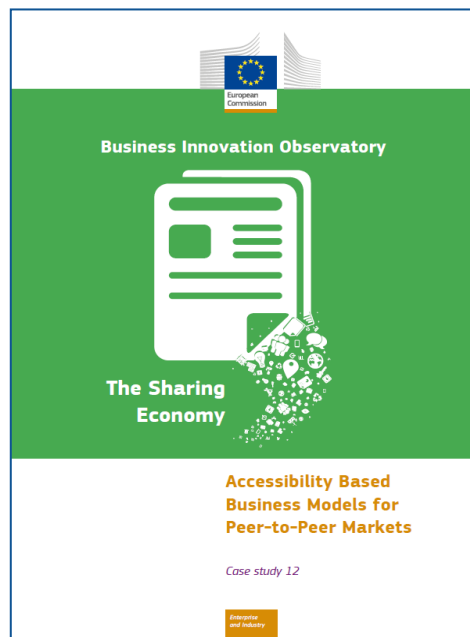 European
Commission
Business Innovation Observatory
The Sharing
Economy
Accessibility Based
Business Models for
Peer-to-Peer Markets
Case study 12
Enterprise
and Industry